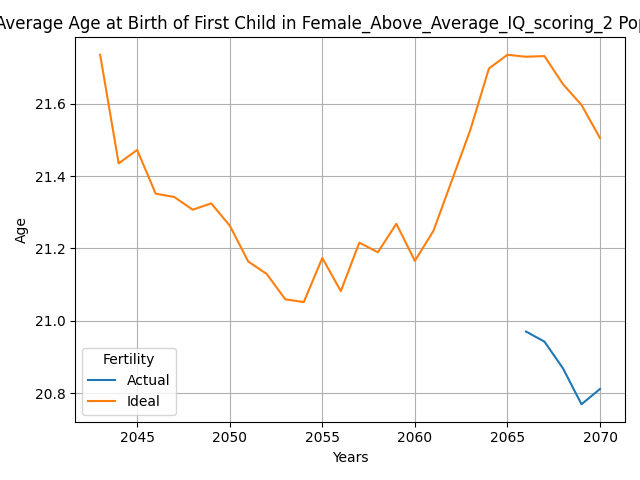 Average Age at Birth of First Child in Female_Above_Average_IQ_scoring_2
21.6
21.4
21.2
21.0
20.8
Age
Fertility
Actual
Ideal
2045 2050 2055 2060 2065 2070
Years